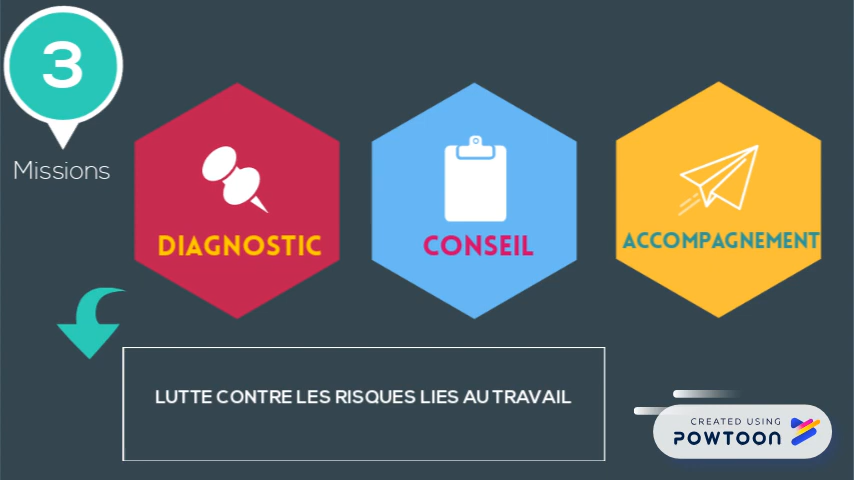 3
Missions
DIAGNOSTIC
CONSEIL
ACCOMPAGNEMENT
LUTTE CONTRE LES RISQUES LIES AU TRAVAIL
CREATED USING
POWTOON